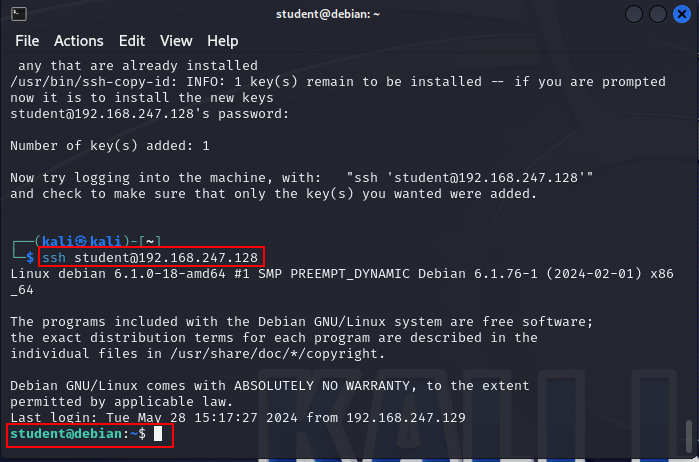 student@debian: ~
File Actions Edit View Help
any that are already installed
/usr/bin/ssh-copy-id: INFO: 1 key(s) remain to be installed -- if you are prompted
now it is to install the new keys
student@192.168.247.128's password:
Number of key(s) added: 1
Now try logging into the machine, with:   "ssh 'student@192.168.247.128'"
and check to make sure that only the key(s) you wanted were added.
┌──(kali㉿kali)-[~]
└─$ ssh student@192.168.247.128
Linux debian 6.1.0-18-amd64 #1 SMP PREEMPT_DYNAMIC Debian 6.1.76-1 (2024-02-01) x86
_64
The programs included with the Debian GNU/Linux system are free software;
the exact distribution terms for each program are described in the
individual files in /usr/share/doc/*/copyright.
Debian GNU/Linux comes with ABSOLUTELY NO WARRANTY, to the extent
permitted by applicable law.
Last login: Tue May 28 15:17:27 2024 from 192.168.247.129
student@debian:~$